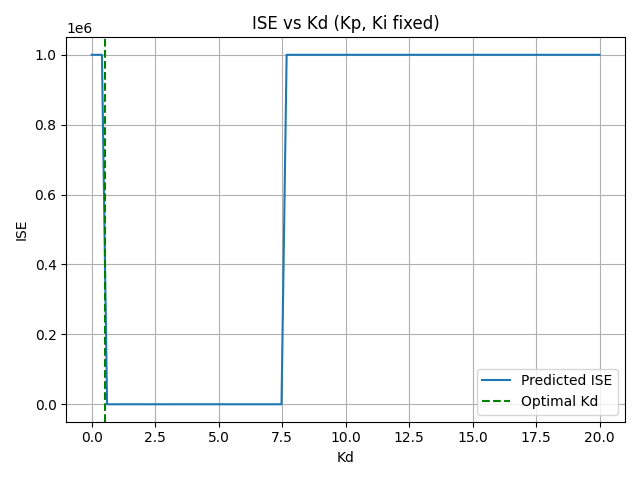 ISE vs Kd (Kp, Ki fixed)
1e6
1.0
0.8
0.6
0.4
0.2
0.0
ISE
0.0 2.5 5.0 7.5 10.0 12.5 15.0 17.5 20.0
Kd
Predicted ISE
Optimal Kd